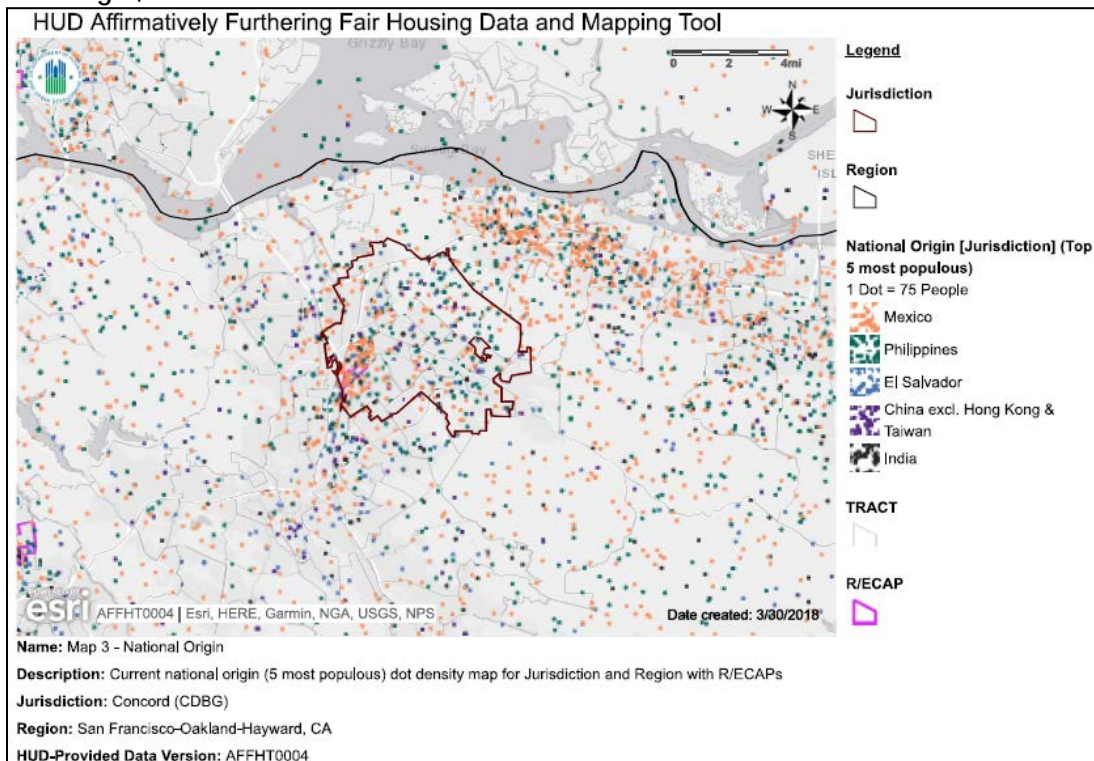 HUD Affirmatively Furthering Fair Housing Data and Mapping Tool
Grizzly Bay
0 2 4mi
N
W E
S
SHE
ISL
Legend
Jurisdiction
Region
National Origin [Jurisdiction] (Top
5 most populous)
1 Dot = 75 People
Mexico
Philippines
El Salvador
China excl. Hong Kong &
Taiwan
India
TRACT
R/ECAP
esri AFFHT0004 | Esri, HERE, Garmin, NGA, USGS, NPS
Date created: 3/30/2018
Name: Map 3 - National Origin
Description: Current national origin (5 most populous) dot density map for Jurisdiction and Region with R/ECAPs
Jurisdiction: Concord (CDBG)
Region: San Francisco-Oakland-Hayward, CA
HUD-Provided Data Version: AFFHT0004